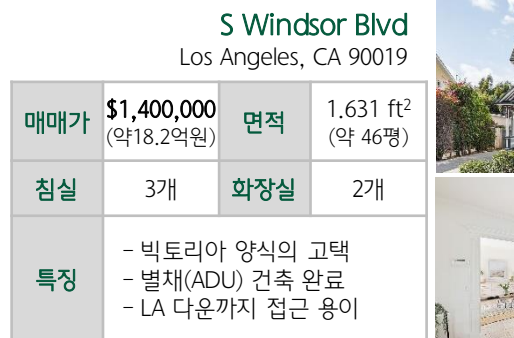 S Windsor Blvd
Los Angeles, CA 90019
매매가
$1,400,000
(약18.2억원)
면적
1.631 ft²
(약 46평)
침실
3개
화장실
2개
특징
- 빅토리아 양식의 고택
- 별채(ADU) 건축 완료
- LA 다운까지 접근 용이